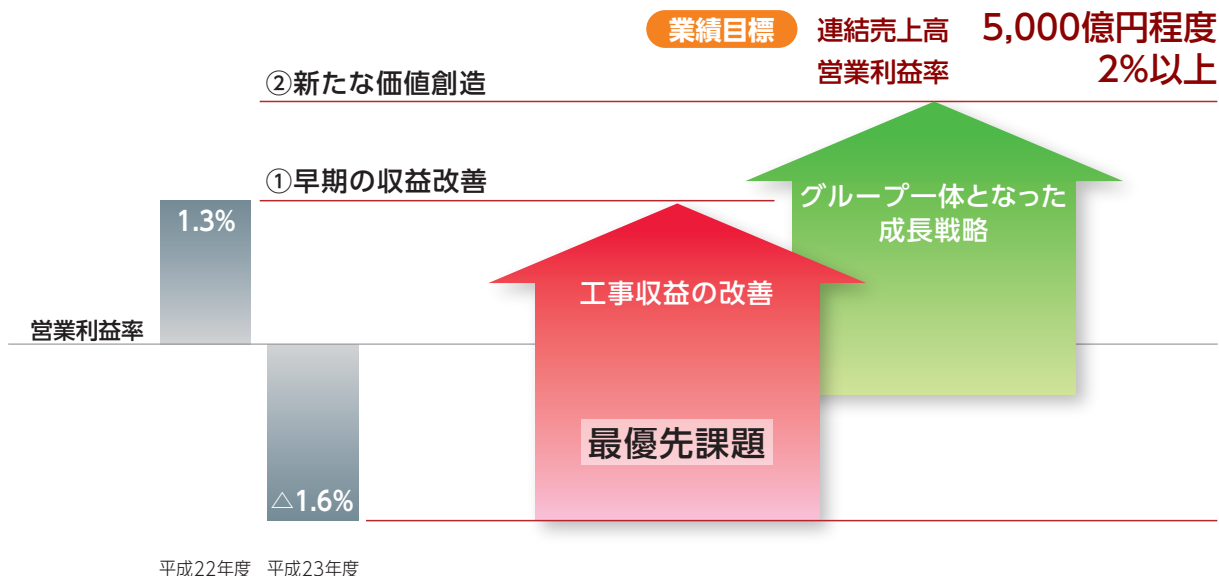 業績目標 連結売上高 5,000億円程度
営業利益率 2%以上
②新たな価値創造
①早期の収益改善
1.3%
グループ一体となった
成長戦略
工事収益の改善
営業利益率
最優先課題
△1.6%
平成22年度 平成23年度